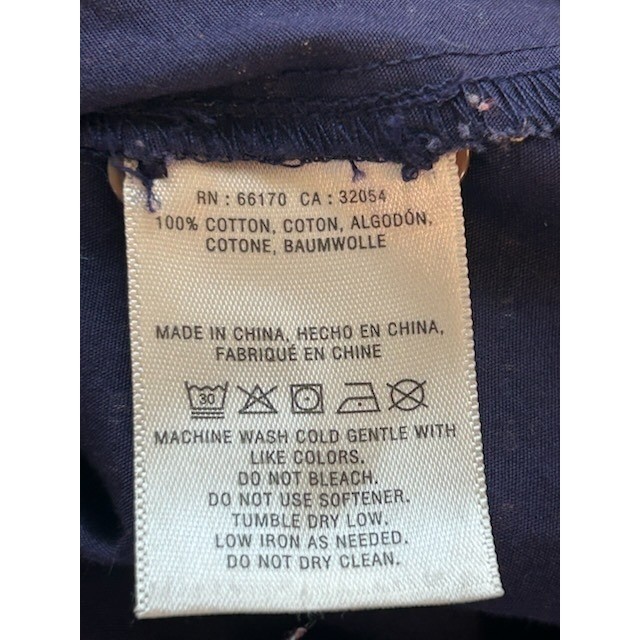 RN : 66170 CA : 32054
100% COTTON, COTON, ALGODÓN,
COTONE, BAUMWOLLE
MADE IN CHINA, HECHO EN CHINA,
FABRIQUÉ EN CHINE
30
MACHINE WASH COLD GENTLE WITH
LIKE COLORS.
DO NOT BLEACH.
DO NOT USE SOFTENER.
TUMBLE DRY LOW.
LOW IRON AS NEEDED.
DO NOT DRY CLEAN.